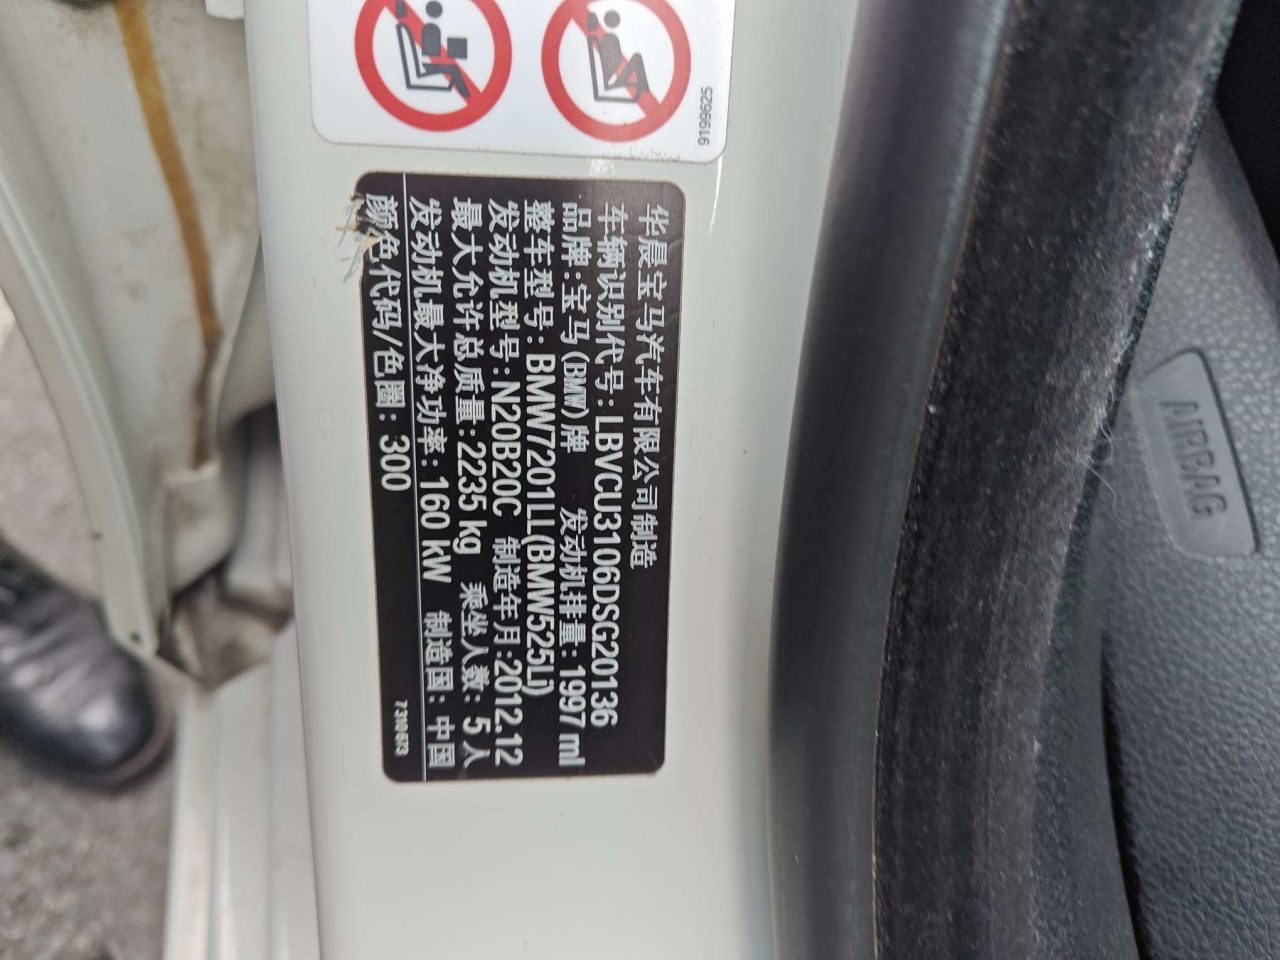 9199625
华晨宝马汽车有限公司制造
车辆识别代号: LBVCU3106DSG20136
品牌:宝马(BMW)牌 发动机排量: 1997 ml
整车型号: BMW7201LL(BMW525Li)
发动机型号:N20B20C 制造年月:2012.12
最大允许总质量:2235 kg 乘坐人数: 5 人
发动机最大净功率: 160 kW 制造国: 中国
颜色代码/色圈: 300
7310673
AIRBAG